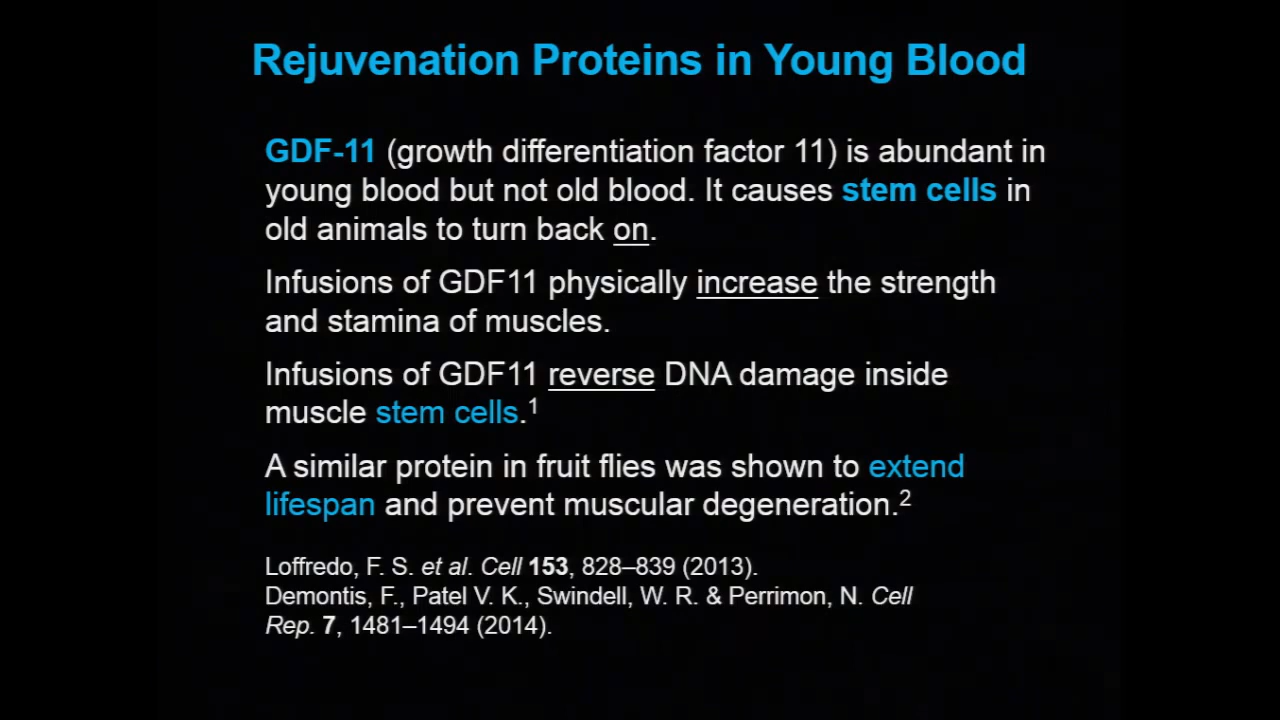 Rejuvenation Proteins in Young Blood
GDF-11 (growth differentiation factor 11) is abundant in
young blood but not old blood. It causes stem cells in
old animals to turn back on.
Infusions of GDF11 physically increase the strength
and stamina of muscles.
Infusions of GDF11 reverse DNA damage inside
muscle stem cells.1
A similar protein in fruit flies was shown to extend
lifespan and prevent muscular degeneration.2
Loffredo, F. S. et al. Cell 153, 828–839 (2013).
Demontis, F., Patel V. K., Swindell, W. R. & Perrimon, N. Cell
Rep. 7, 1481–1494 (2014).